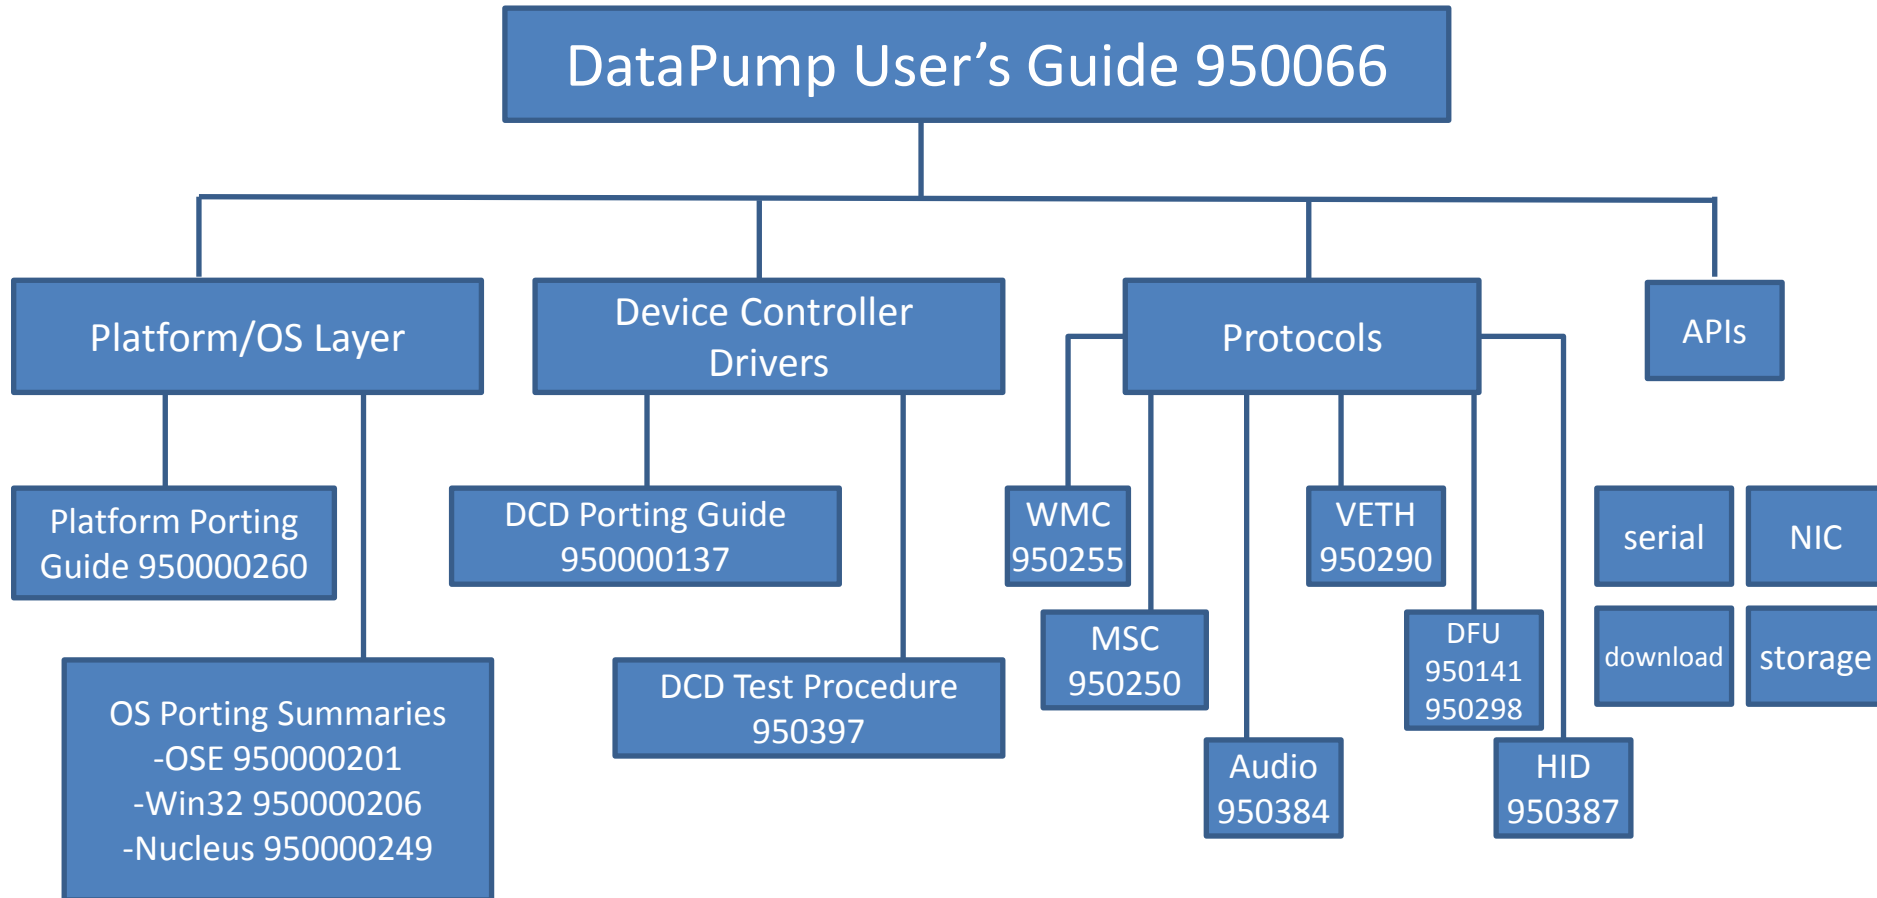 DataPump User’s Guide 950066
Platform/OS Layer
Device Controller
Drivers
Protocols
APIs
Platform Porting
Guide 950000260
DCD Porting Guide
950000137
WMC
950255
VETH
950290
serial
NIC
MSC
950250
DFU
950141
950298
download
storage
OS Porting Summaries
-OSE 950000201
-Win32 950000206
-Nucleus 950000249
DCD Test Procedure
950397
Audio
950384
HID
950387